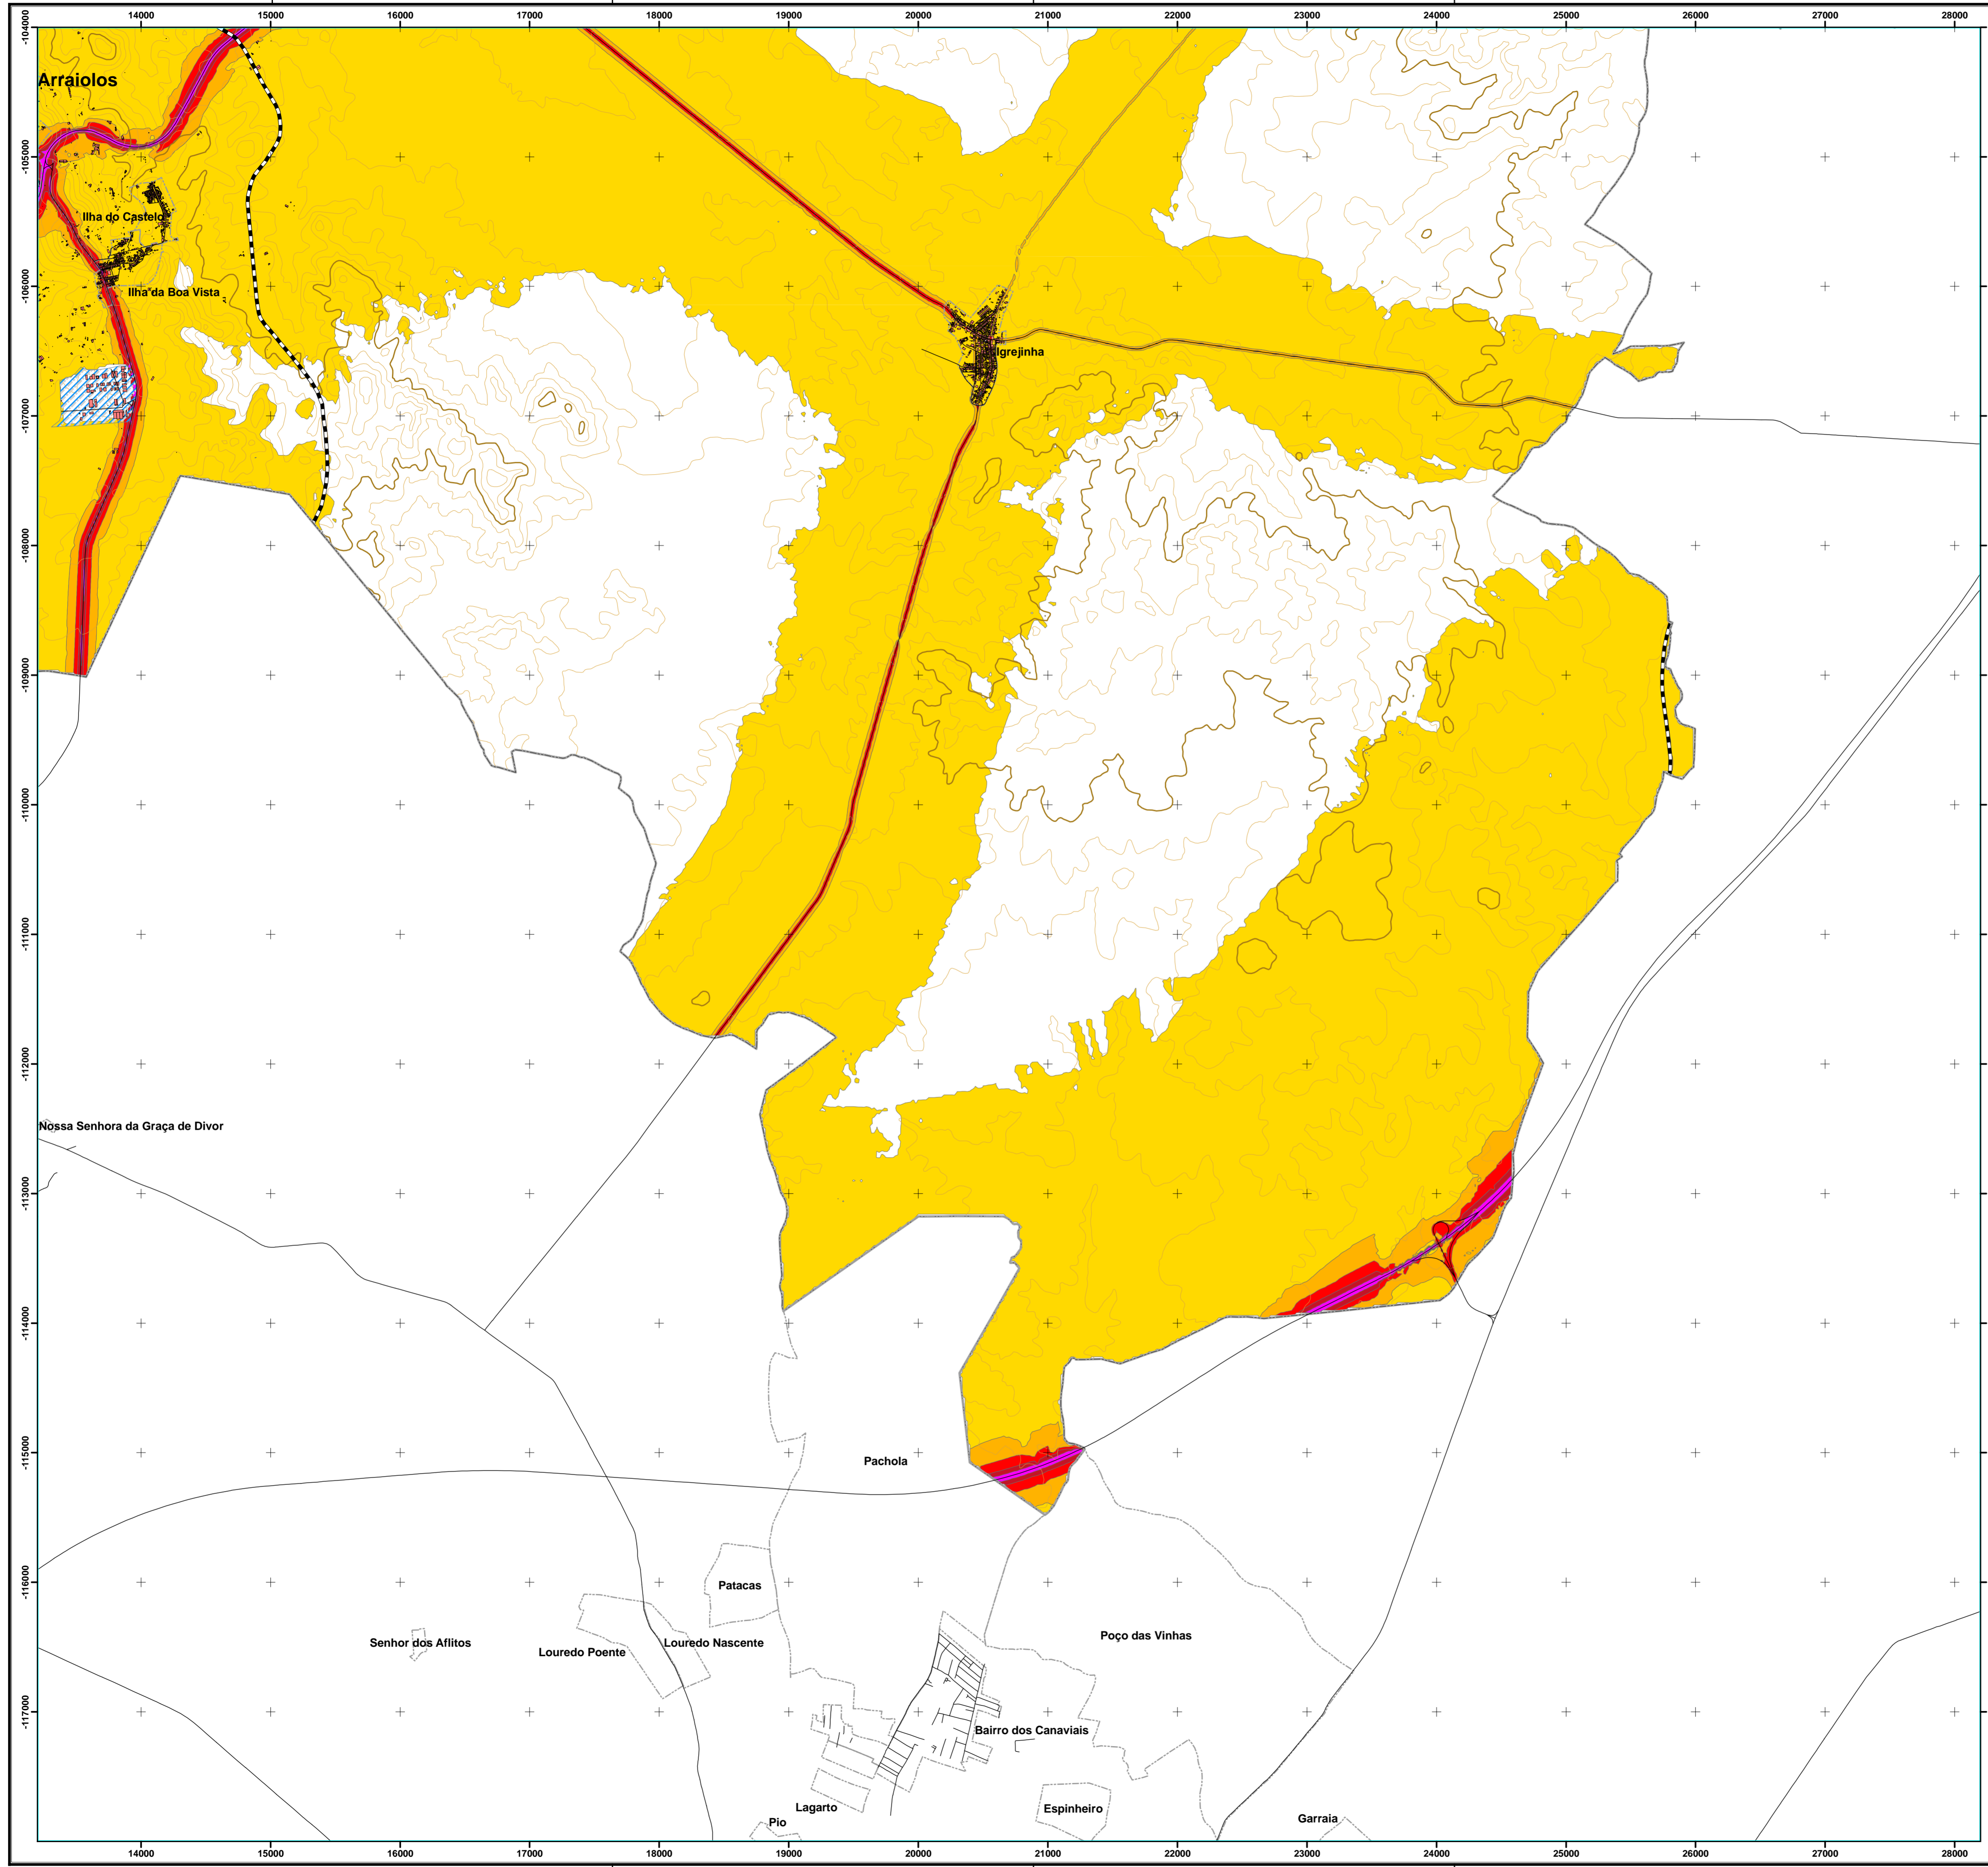 14000 15000 16000 17000 18000 19000 20000 21000 22000 23000 24000 25000 26000 27000 28000
-104000
Arraiolos
-105000
Ilha do Castelo
-106000
Ilha da Boa Vista
Igrejinha
-107000
-108000
-109000
-110000
-111000
-112000
Nossa Senhora da Graça de Divor
-113000
-114000
-115000
Pachola
-116000
Patacas
Poço das Vinhas
Senhor dos Aflitos
Louredo Nascente
Louredo Poente
-117000
Bairro dos Canaviais
Lagarto
Espinheiro
Pio
Garraia
14000 15000 16000 17000 18000 19000 20000 21000 22000 23000 24000 25000 26000 27000 28000